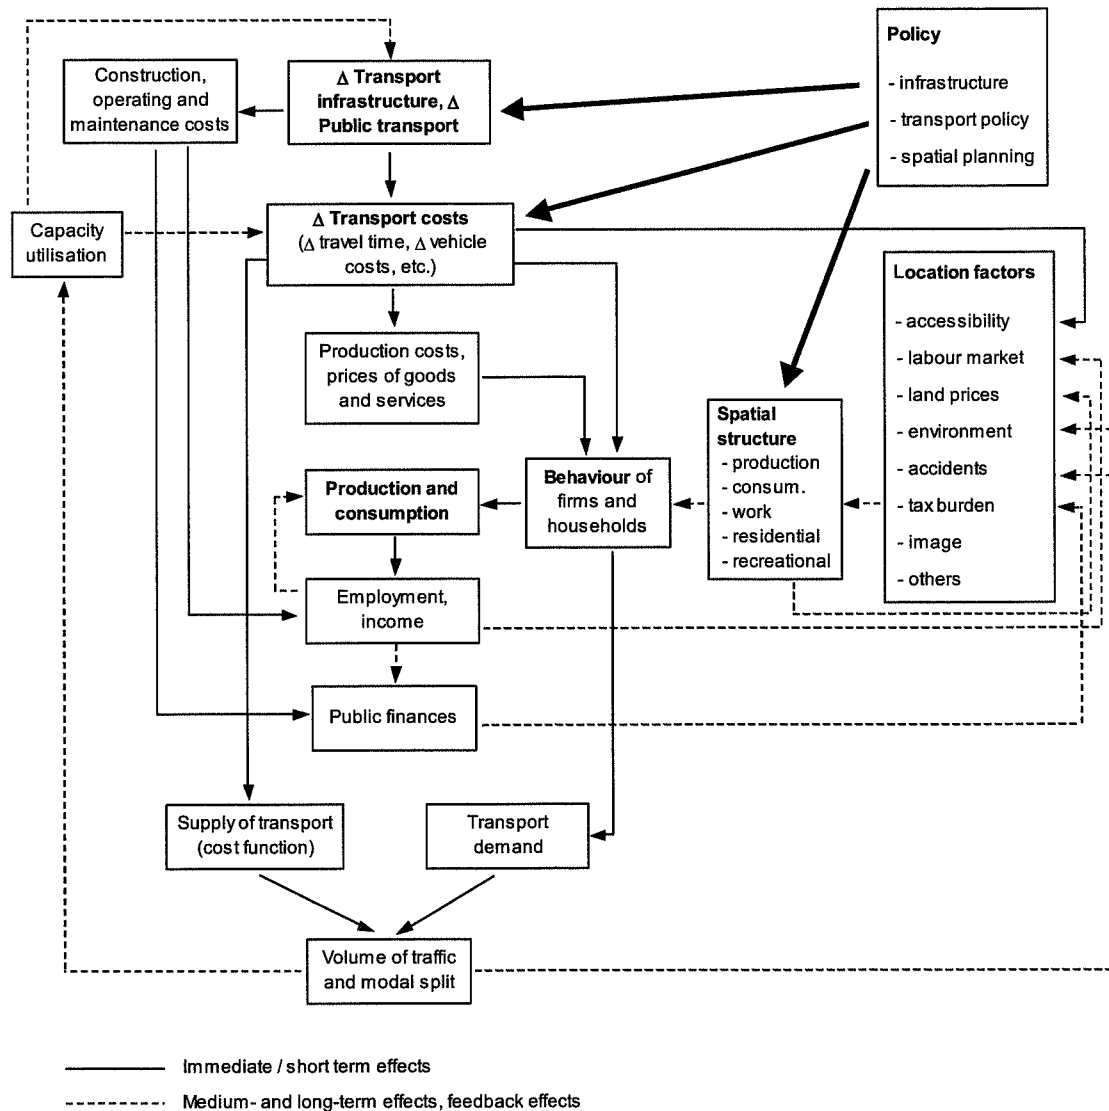 Policy
- infrastructure
- transport policy
- spatial planning
Construction,
operating and
maintenance costs
Δ Transport
infrastructure, Δ
Public transport
Capacity
utilisation
Δ Transport costs
(Δ travel time, Δ vehicle
costs, etc.)
Location factors
- accessibility
- labour market
- land prices
- environment
- accidents
- tax burden
- image
- others
Production costs,
prices of goods
and services
Spatial
structure
- production
- consum.
- work
- residential
- recreational
Behaviour of
firms and
households
Production and
consumption
Employment,
income
Public finances
Supply of transport
(cost function)
Transport
demand
Volume of traffic
and modal split
Immediate / short term effects
Medium- and long-term effects, feedback effects